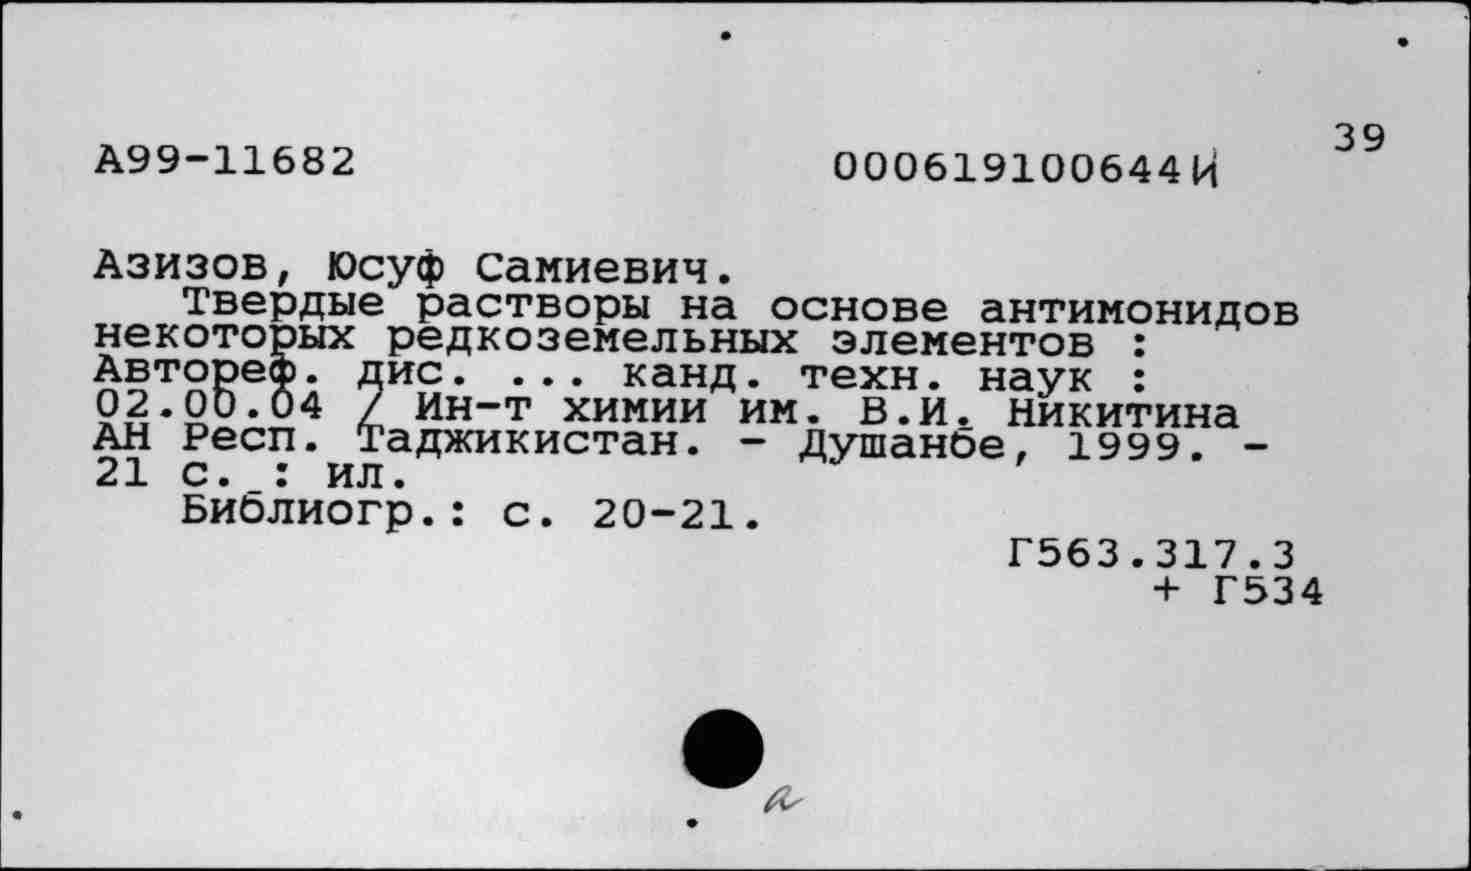 39
А99-11682 000619100644И
Азизов, Юсуф Самиевич.
Твердые растворы на основе антимонидов
некоторых редкоземельных элементов :
Автореф. дис. ... канд. техн. наук :
02.00.04 / Ин-т химии им. В.И. Никитина
АН Респ. Таджикистан. - Душанбе, 1999. -
21 с. : ил.
Библиогр.: с. 20-21.
Г563.317.3
+ Г534
а